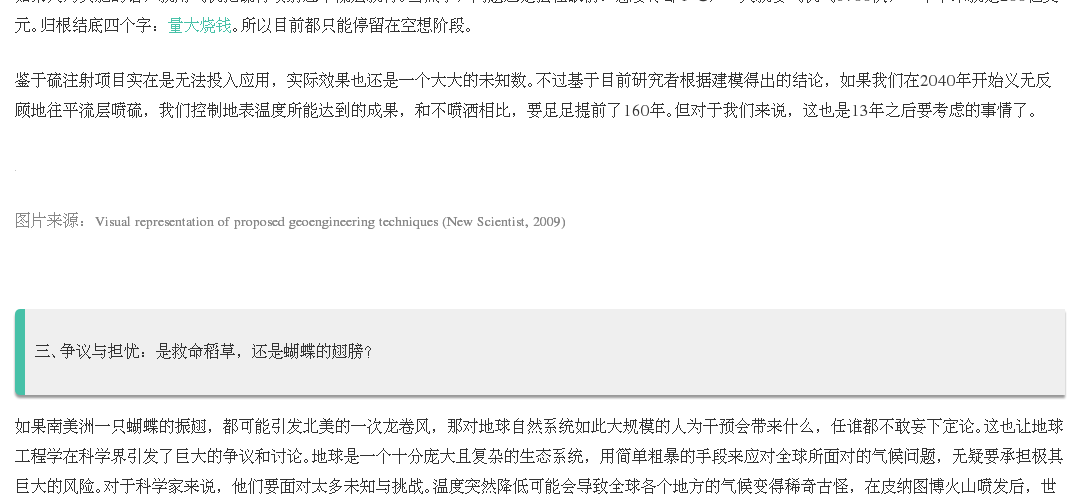 元。归根结底四个字：量大烧钱。所以目前都只能停留在空想阶段。
鉴于硫注射项目实在是无法投入应用，实际效果也还是一个大大的未知数。不过基于目前研究者根据建模得出的结论，如果我们在2040年开始义无反
顾地往平流层喷硫，我们控制地表温度所能达到的成果，和不喷洒相比，要足足提前了160年。但对于我们来说，这也是13年之后要考虑的事情了。
图片来源：Visual representation of proposed geoengineering techniques (New Scientist, 2009)
三、争议与担忧：是救命稻草，还是蝴蝶的翅膀？
如果南美洲一只蝴蝶的振翅，都可能引发北美的一次龙卷风，那对地球自然系统如此大规模的人为干预会带来什么，任谁都不敢妄下定论。这也让地球
工程学在科学界引发了巨大的争议和讨论。地球是一个十分庞大且复杂的生态系统，用简单粗暴的手段来应对全球所面对的气候问题，无疑要承担极其
巨大的风险。对于科学家来说，他们要面对太多未知与挑战。温度突然降低可能会导致全球各个地方的气候变得稀奇古怪，在皮纳图博火山喷发后，世